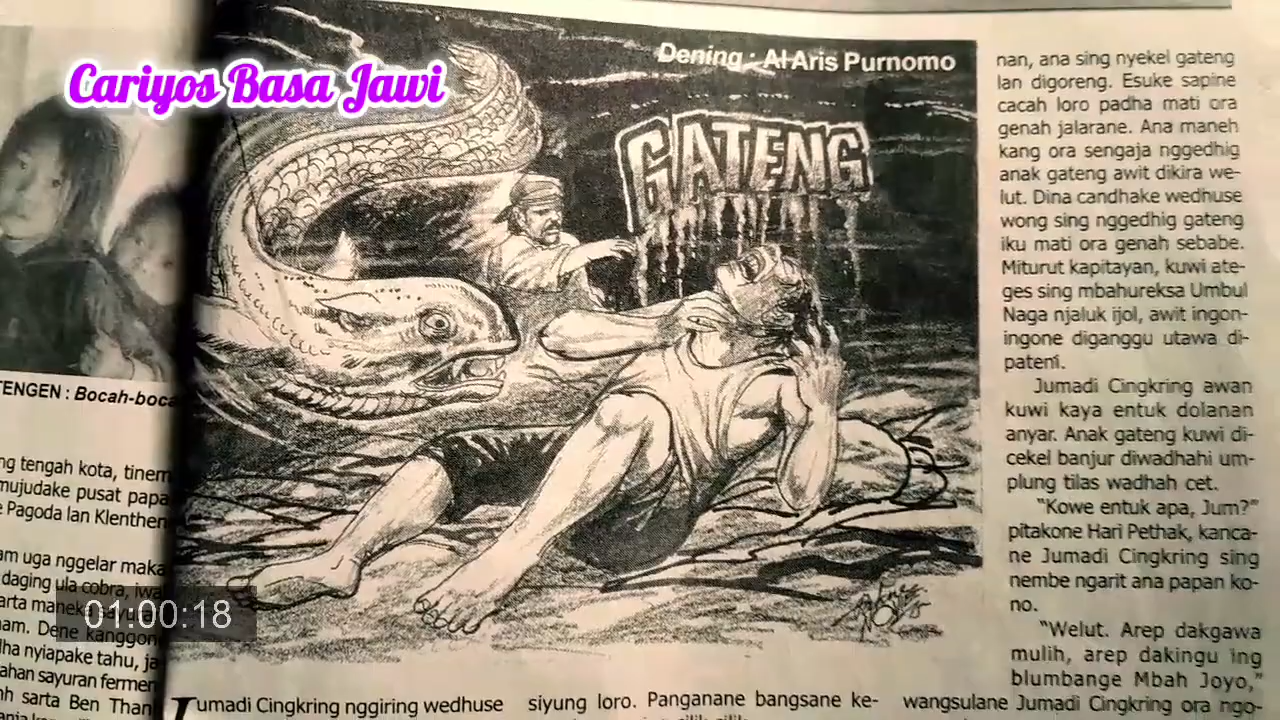 Cariyos Basa Jawi
Dening : Al Aris Purnomo
GATENG
TENGEN : Bocah-boca
ng tengah kota, tinem
mujudake pusat papa
e Pagoda lan Klenthen
am uga nggelar maka
daging ula cobra, iwa
arta manek
am. Dene kanggon
lha nyiapake tahu, ja
ahan sayuran fermen
nh sarta Ben Thanh
01:00:18
Jumadi Cingkring nggiring wedhuse
siyung loro. Panganane bangsane ke-
nan, ana sing nyekel gateng
lan digoreng. Esuke sapine
cacah loro padha mati ora
genah jalarane. Ana maneh
kang ora sengaja nggedhig
anak gateng awit dikira we-
lut. Dina candhake wedhuse
wong sing nggedhig gateng
iku mati ora genah sebabe.
Miturut kapitayan, kuwi ate-
ges sing mbahureksa Umbul
Naga njaluk ijol, awit ingon-
ingone diganggu utawa di-
pateni.
Jumadi Cingkring awan
kuwi kaya entuk dolanan
anyar. Anak gateng kuwi di-
cekel banjur diwadhahi um-
plung tilas wadhah cet.
"Kowe entuk apa, Jum?"
pitakone Hari Pethak, kanca-
ne Jumadi Cingkring sing
nembe ngarit ana papan ko-
no.
"Welut. Arep dakgawa
mulih, arep dakingu ing
blumbange Mbah Joyo,"
wangsulane Jumadi Cingkring ora ngo-